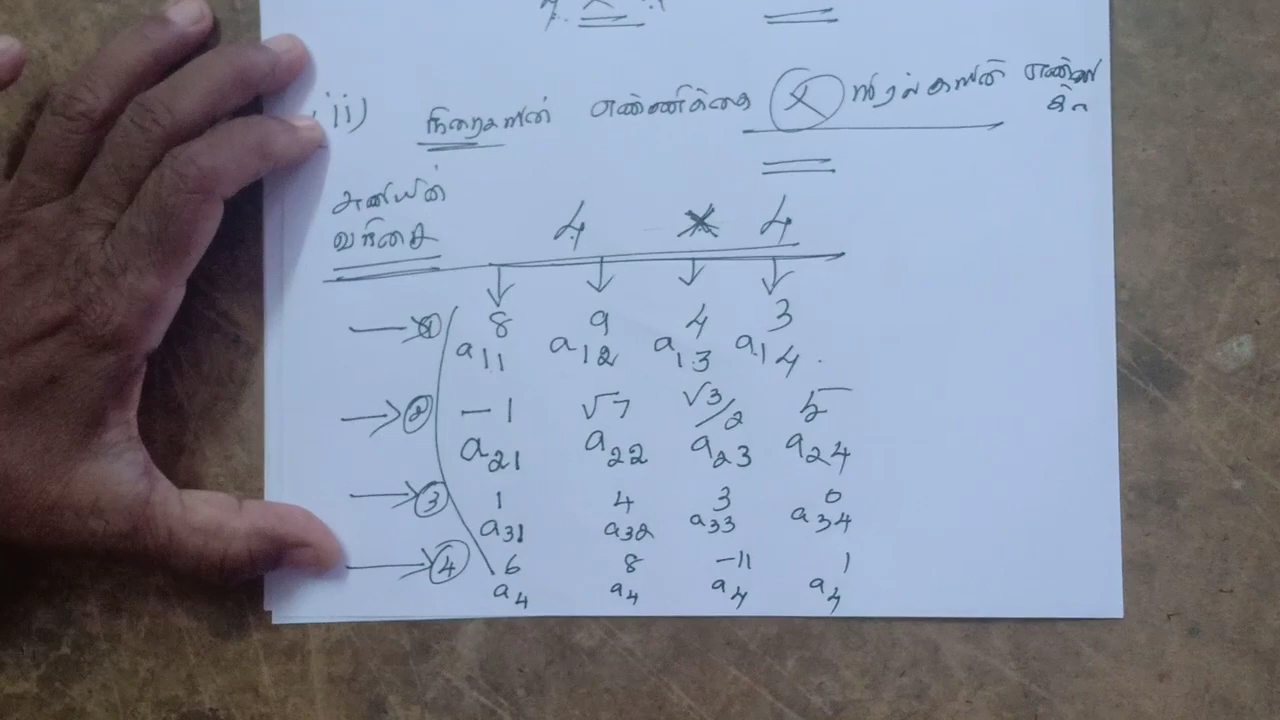 ii) நிரைகளின் எண்ணிக்கை X நிரல்களின் எண்ணி
க்கை
அணியின்
வரிசை 4 × 4
1 8 9 4 3
a11 a12 a13 a14
2 -1 √7 √3/2 5
a21 a22 a23 a24
3 1 4 3 0
a31 a32 a33 a34
4 6 8 -11 1
a4 a4 a4 a4